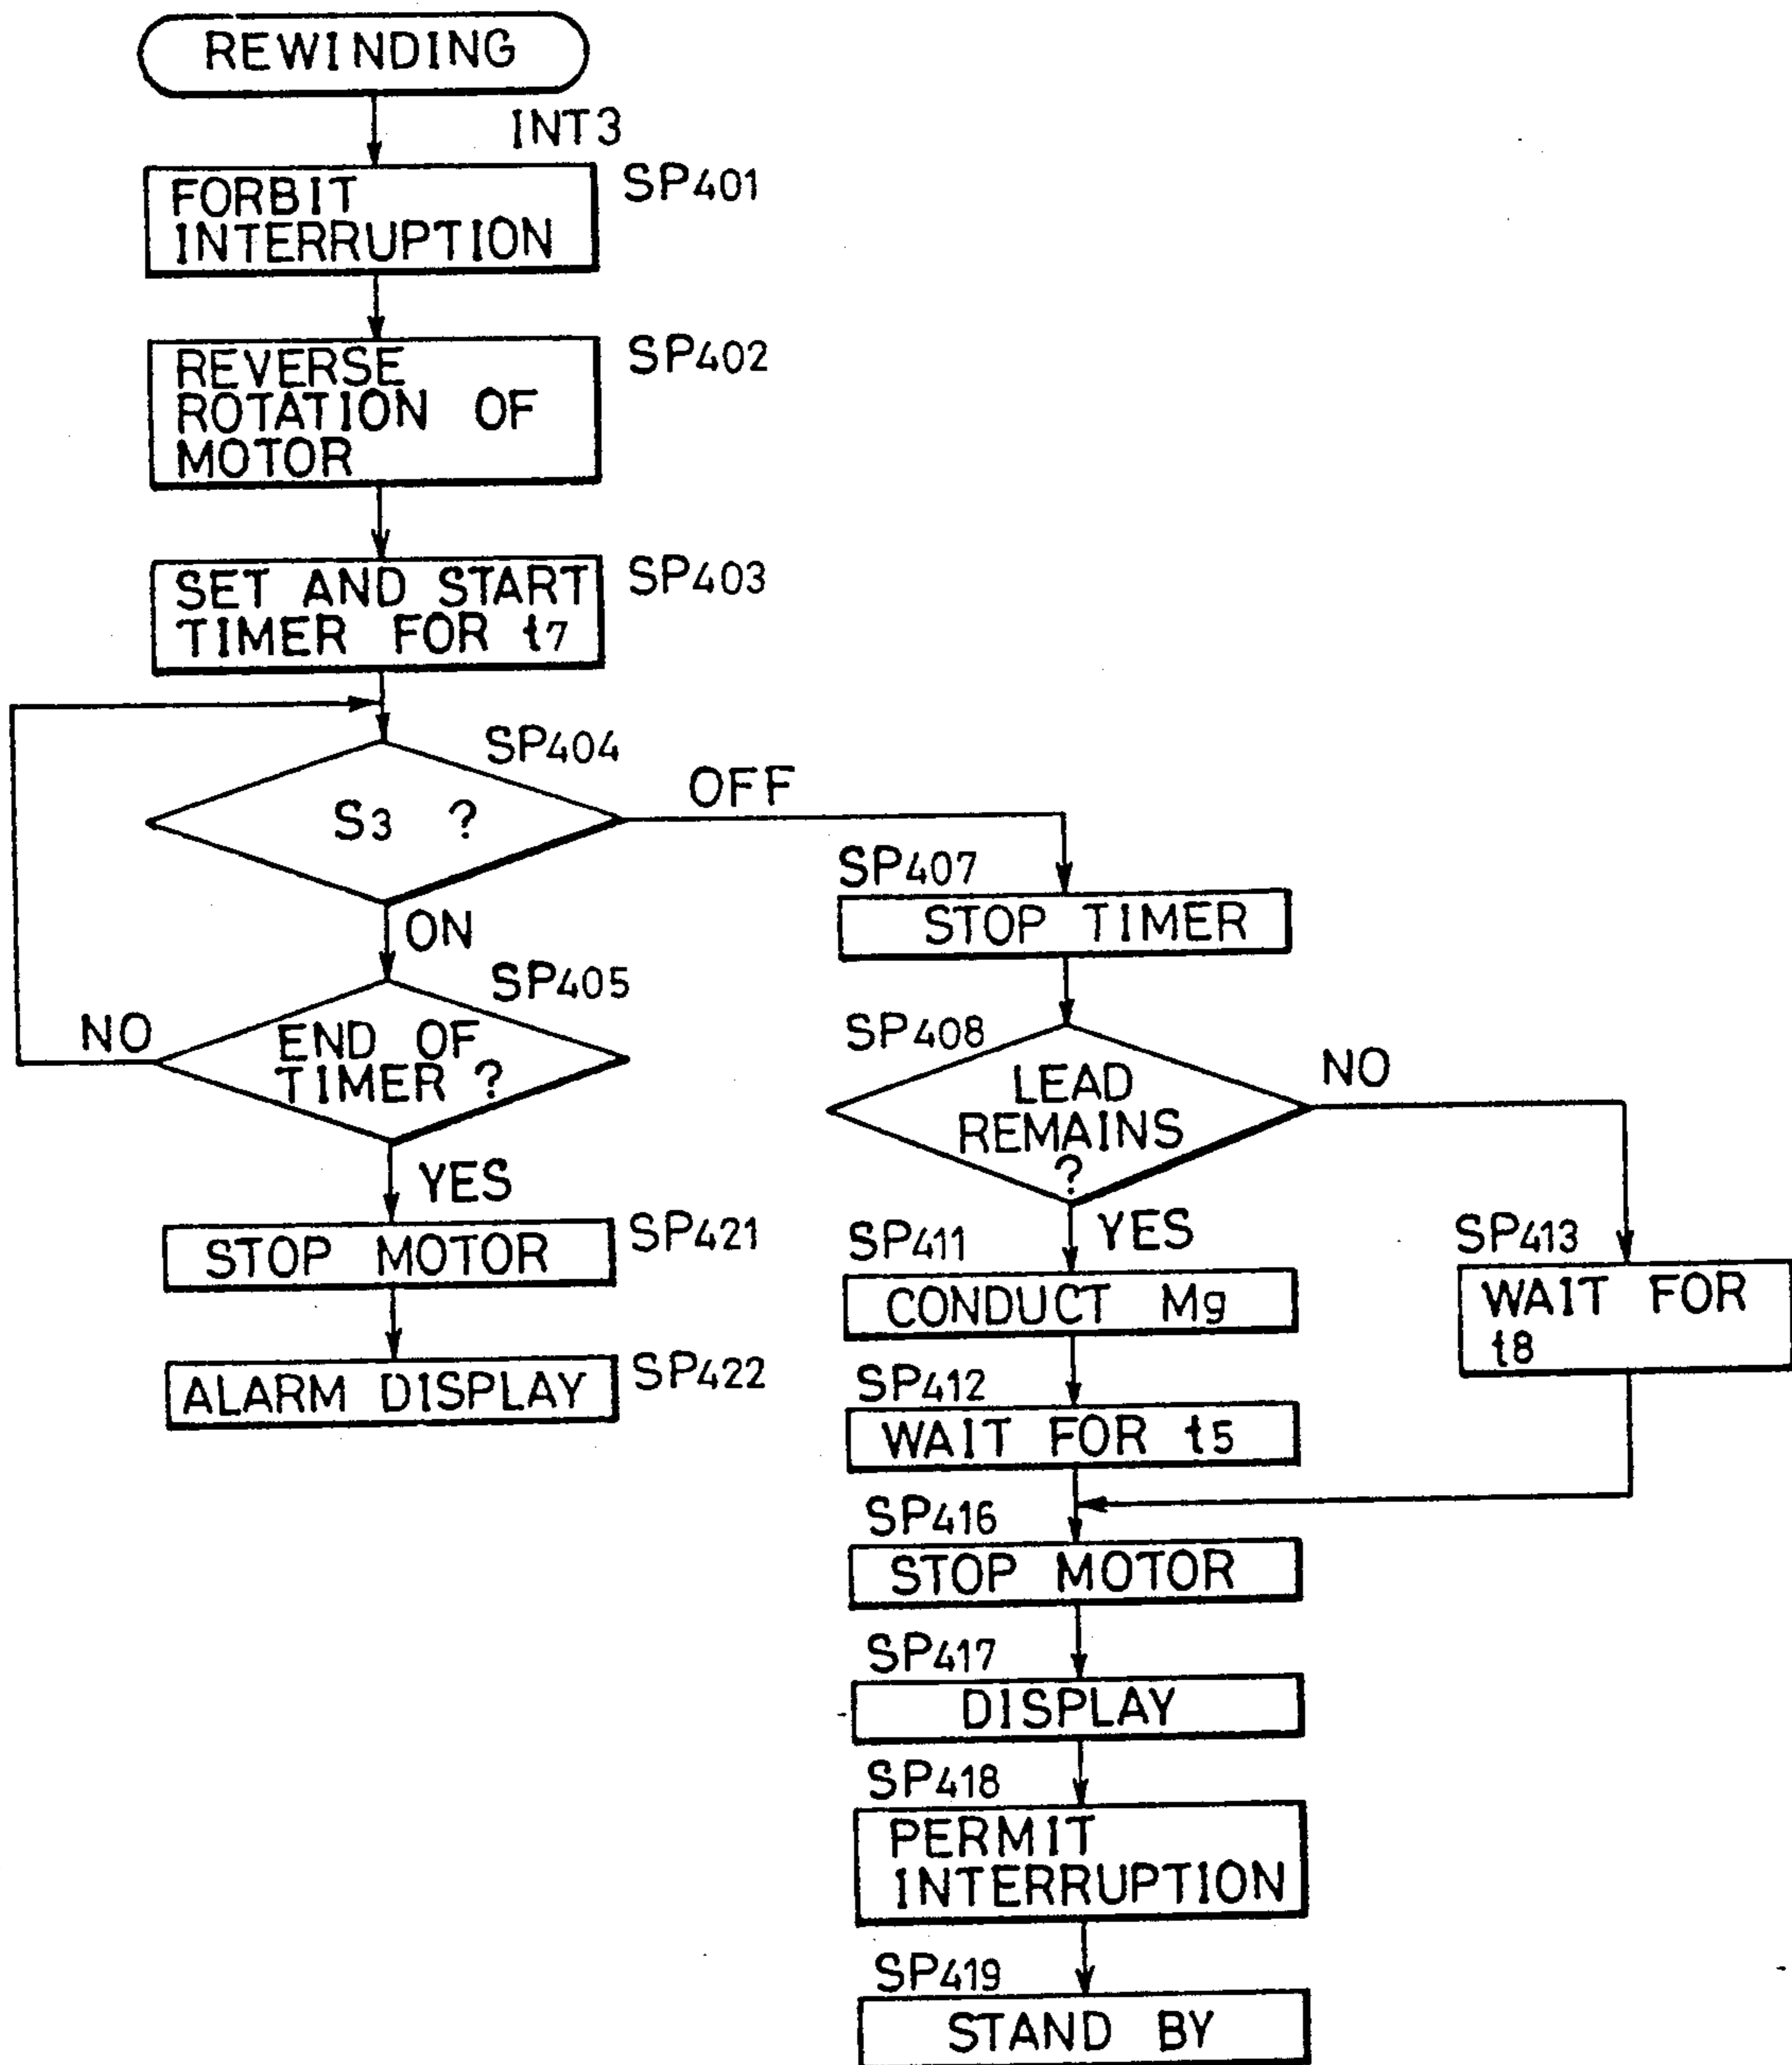 REWINDING
INT3
SP401
FORBIT
INTERRUPTION
SP402
REVERSE
ROTATION OF
MOTOR
SP403
SET AND START
TIMER FOR t7
SP404
S3 ?
OFF
ON
SP405
END OF
TIMER ?
NO
YES
SP421
STOP MOTOR
SP422
ALARM DISPLAY
SP407
STOP TIMER
SP408
LEAD
REMAINS
?
NO
YES
SP411
CONDUCT Mg
SP413
WAIT FOR
t8
SP412
WAIT FOR t5
SP416
STOP MOTOR
SP417
DISPLAY
SP418
PERMIT
INTERRUPTION
SP419
STAND BY